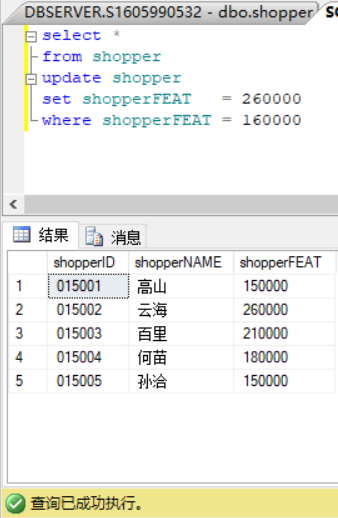 DBSERVER.S1605990532 - dbo.shopper
select *
from shopper
update shopper
set shopperFEAT = 260000
where shopperFEAT = 160000
结果 消息
shopperID shopperNAME shopperFEAT
1 015001 高山 150000
2 015002 云海 260000
3 015003 百里 210000
4 015004 何苗 180000
5 015005 孙洽 150000
查询已成功执行。